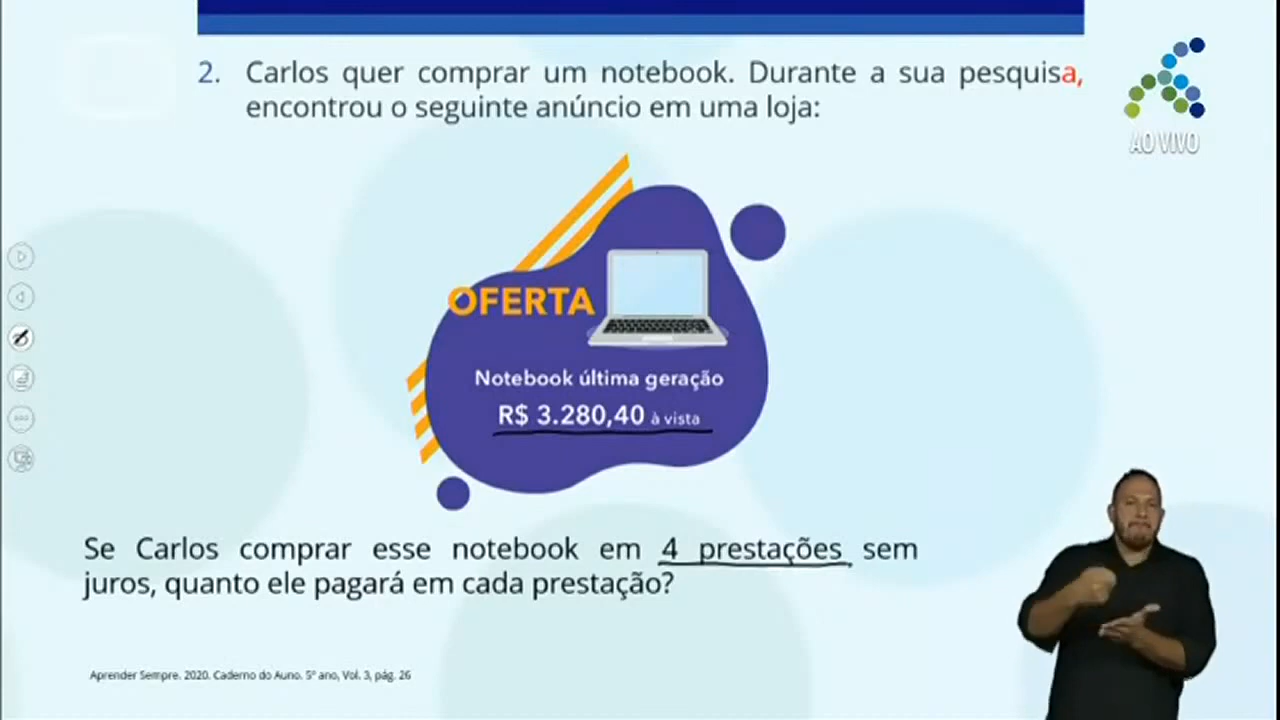 2. Carlos quer comprar um notebook. Durante a sua pesquisa,
encontrou o seguinte anúncio em uma loja:
AO VIVO
OFERTA
Notebook última geração
R$ 3.280,40 à vista
Se Carlos comprar esse notebook em 4 prestações sem
juros, quanto ele pagará em cada prestação?
Aprender Sempre. 2020. Caderno do Auno. 5º ano, Vol. 3, pág. 26